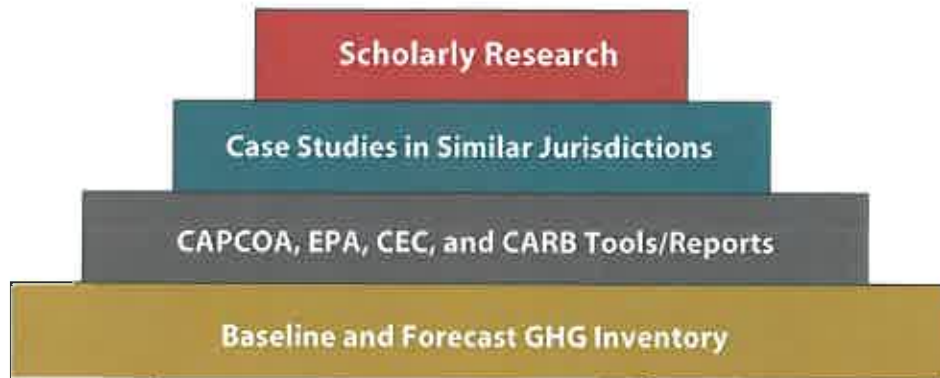 Scholarly Research
Case Studies in Similar Jurisdictions
CAPCOA, EPA, CEC, and CARB Tools/Reports
Baseline and Forecast GHG Inventory